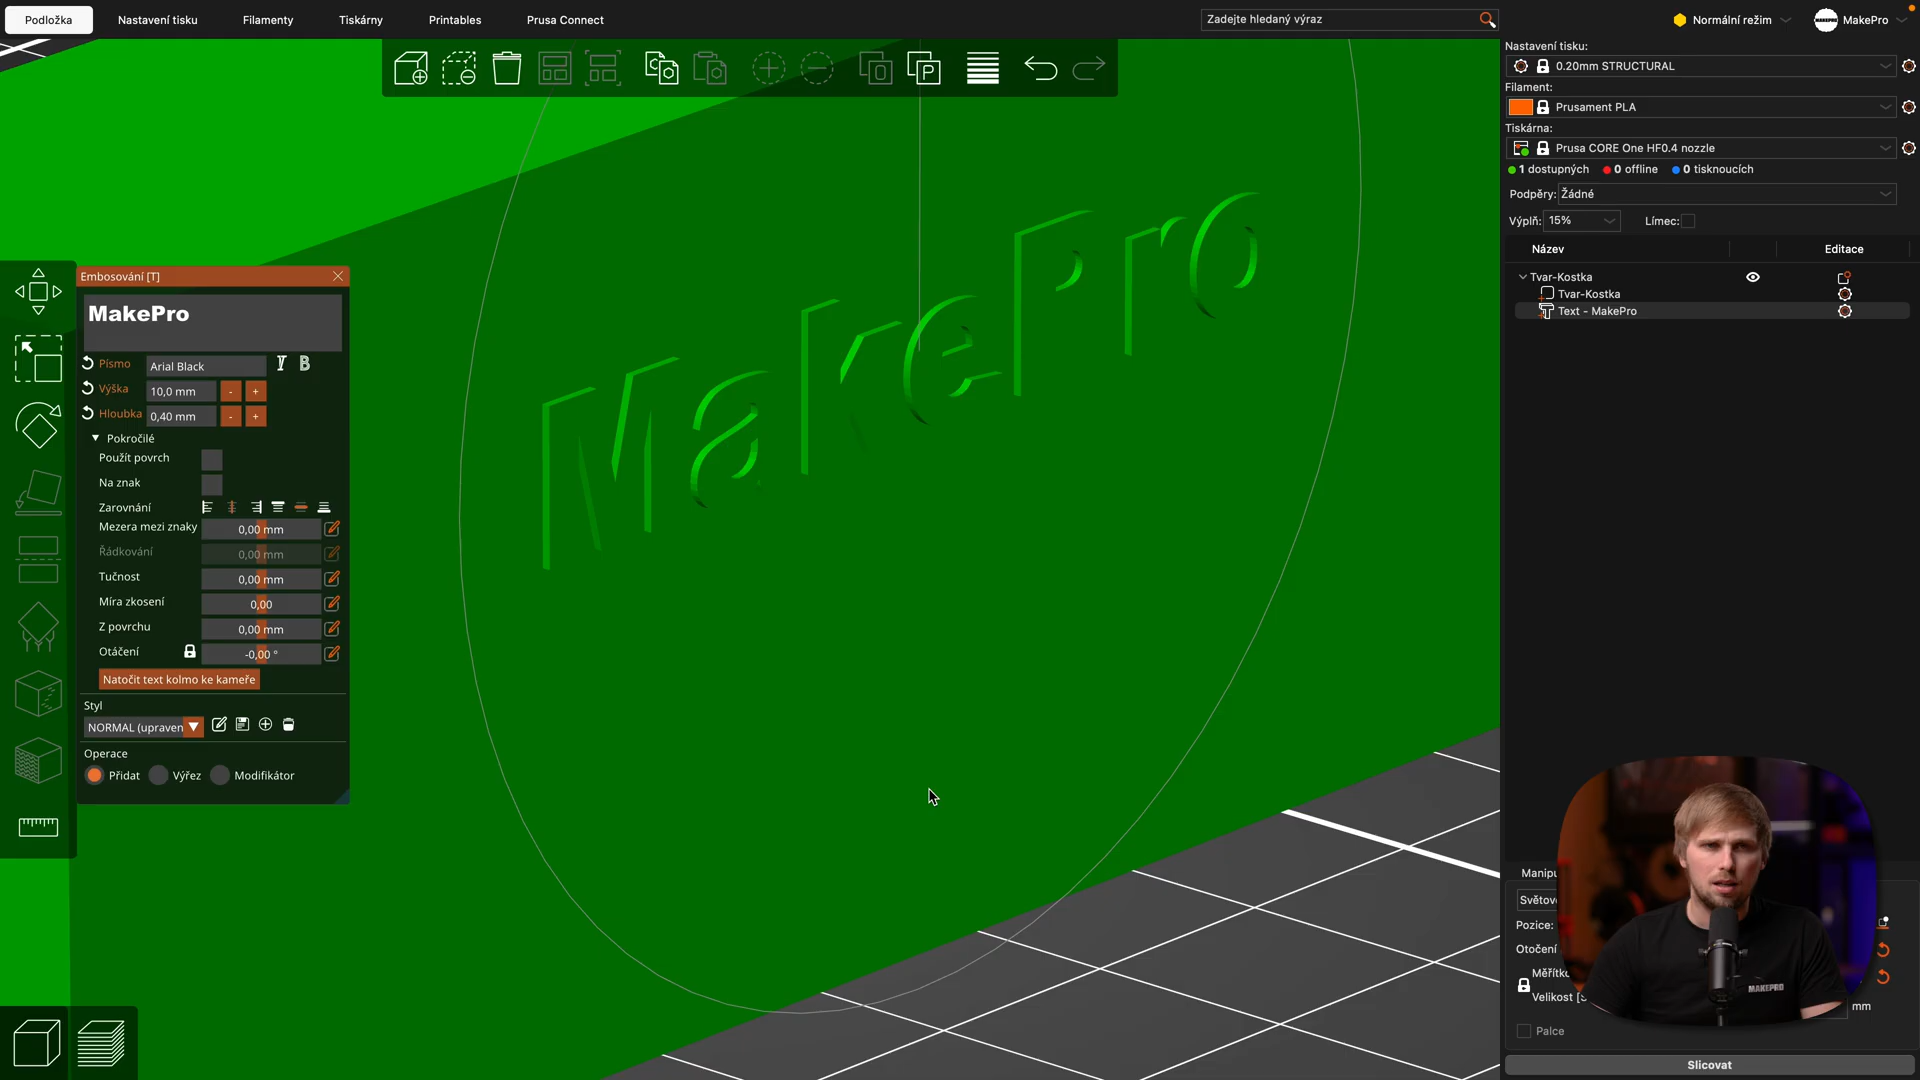 Podložka
Nastavení tisku
Filamenty
Tiskárny
Printables
Prusa Connect
Zadejte hledaný výraz
Normální režim
MakePro
Nastavení tisku:
0.20mm STRUCTURAL
Filament:
Prusament PLA
Tiskárna:
Prusa CORE One HF0.4 nozzle
1 dostupných
0 offline
0 tisknoucích
Podpěry: Žádné
Výplň: 15%
Límec:
Název
Editace
Tvar-Kostka
Tvar-Kostka
Text - MakePro
Embosování [T]
MakePro
Písmo
Arial Black
Výška
10,0 mm
- +
Hloubka
0,40 mm
- +
Pokročilé
Použít povrch
Na znak
Zarovnání
Mezera mezi znaky
0,00 mm
Řádkování
0,00 mm
Tučnost
0,00 mm
Míra zkosení
0,00
Z povrchu
0,00 mm
Otáčení
-0,00 °
Natočit text kolmo ke kameře
Styl
NORMAL (upraven
Operace
Přidat
Výřez
Modifikátor
MakePro
Pozice:
Palce
mm
MAKEPRO
Slicovat